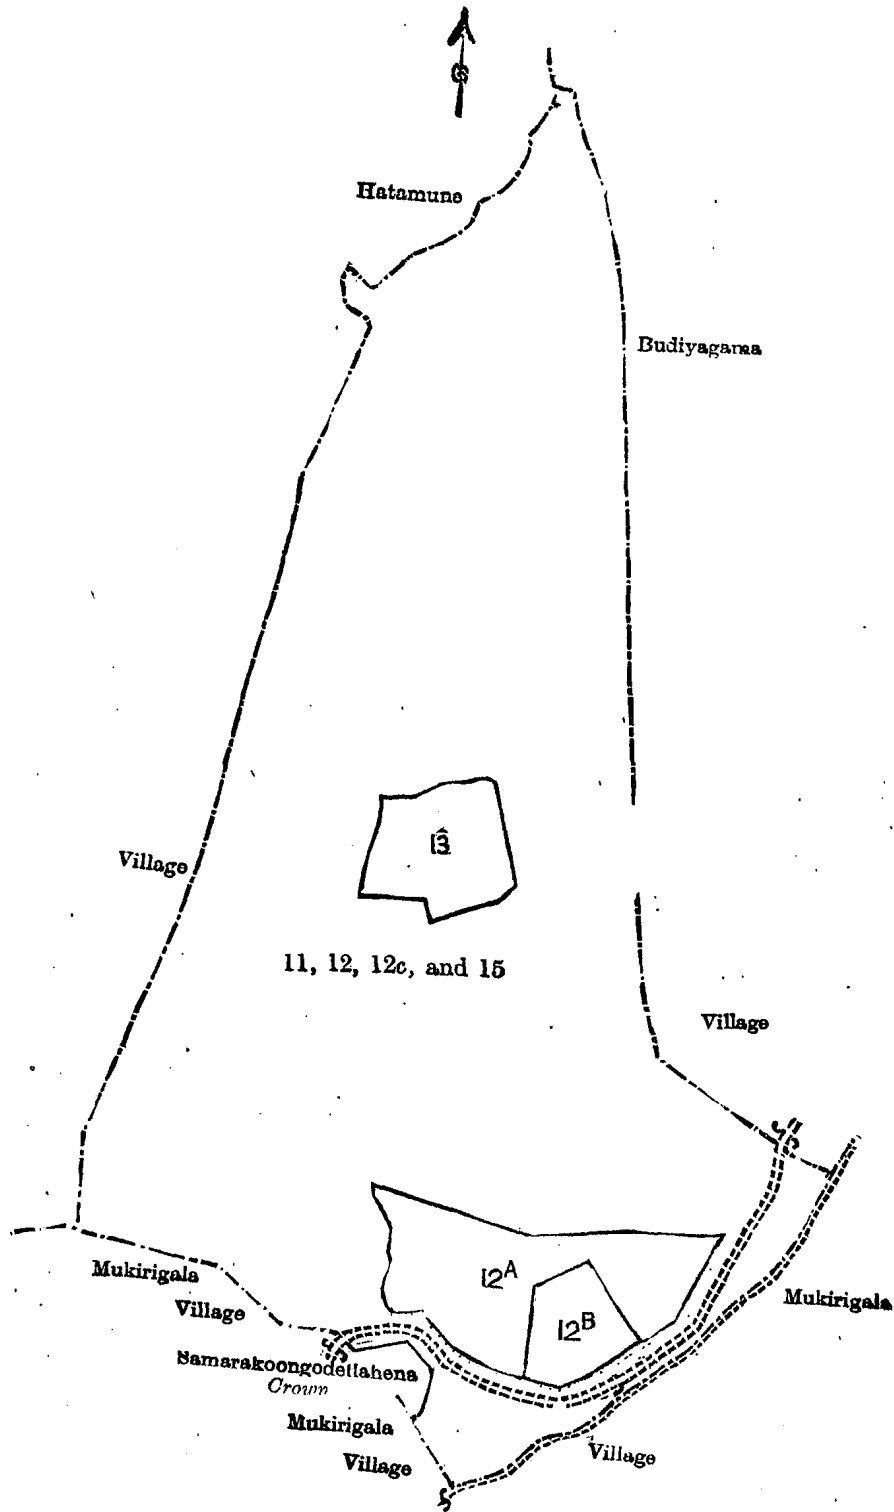 Hatamune
Budiyagama
13
Village
11, 12, 12c, and 15
Village
12A
12B
Mukirigala
Village
Mukirigala
Samarakoongodellahena
Crown
Mukirigala
Village
Village